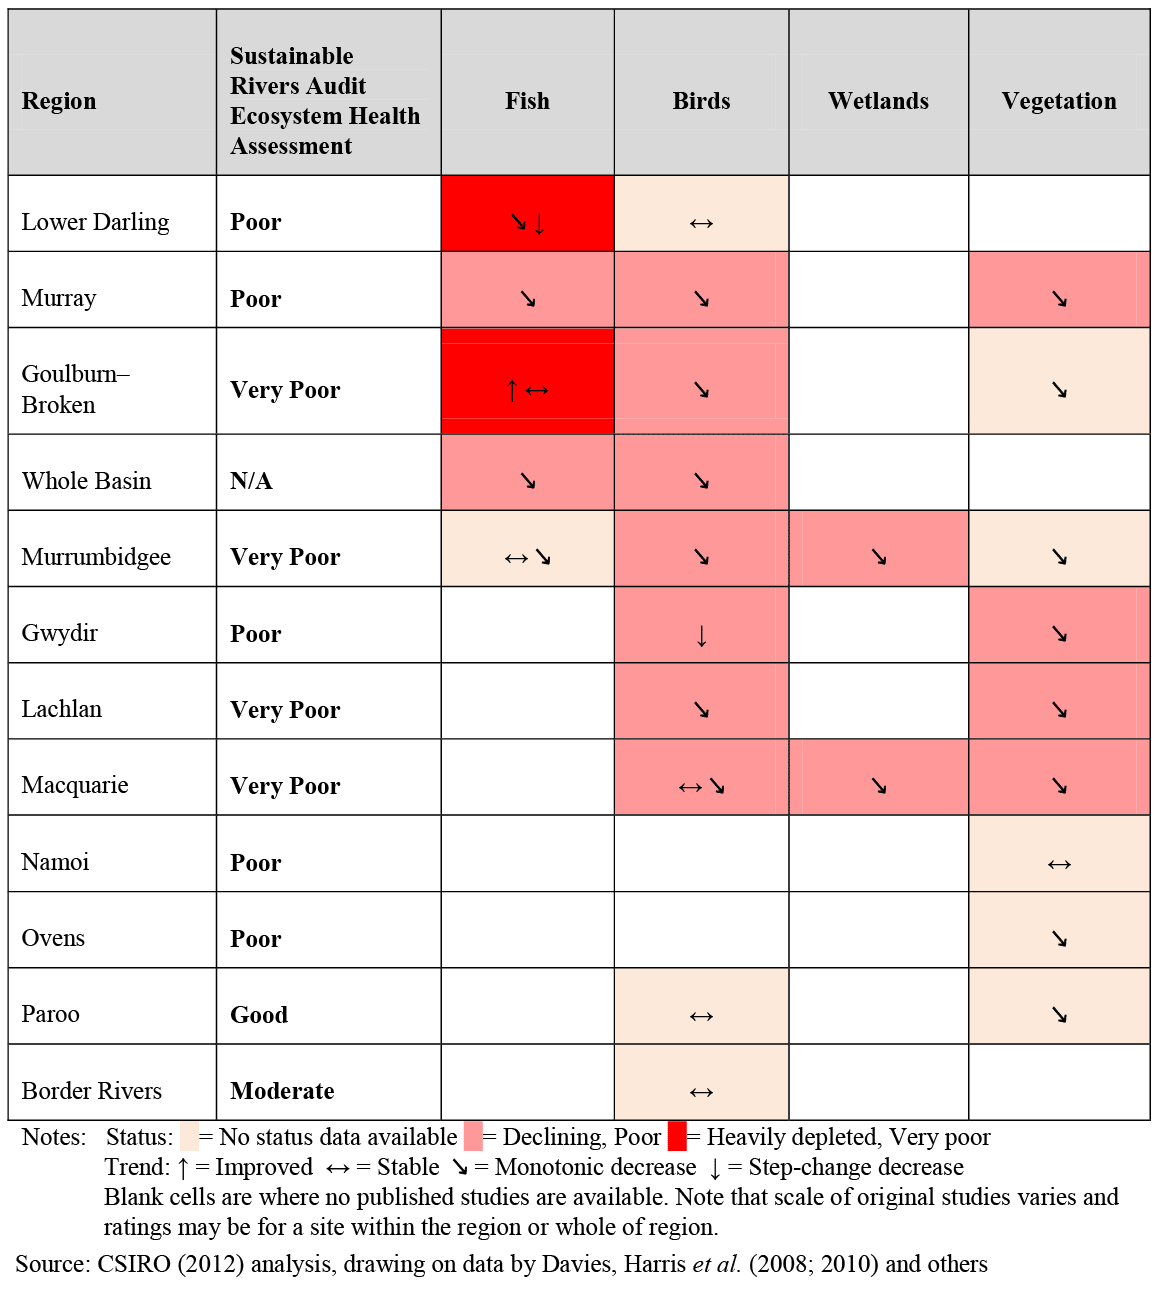 Region
Sustainable
Rivers Audit
Ecosystem Health
Assessment
Fish
Birds
Wetlands
Vegetation
Lower Darling
Poor
↘↓
↔
Murray
Poor
↘
↘
↘
Goulburn–
Broken
Very Poor
↑↔
↘
↘
Whole Basin
N/A
↘
↘
Murrumbidgee
Very Poor
↔↘
↘
↘
↘
Gwydir
Poor
↓
↘
Lachlan
Very Poor
↘
↘
Macquarie
Very Poor
↔↘
↘
↘
Namoi
Poor
↔
Ovens
Poor
↘
Paroo
Good
↔
↘
Border Rivers
Moderate
↔
Notes: Status: = No status data available = Declining, Poor = Heavily depleted, Very poor
Trend: ↑ = Improved ↔ = Stable ↘ = Monotonic decrease ↓ = Step-change decrease
Blank cells are where no published studies are available. Note that scale of original studies varies and
ratings may be for a site within the region or whole of region.
Source: CSIRO (2012) analysis, drawing on data by Davies, Harris et al. (2008; 2010) and others